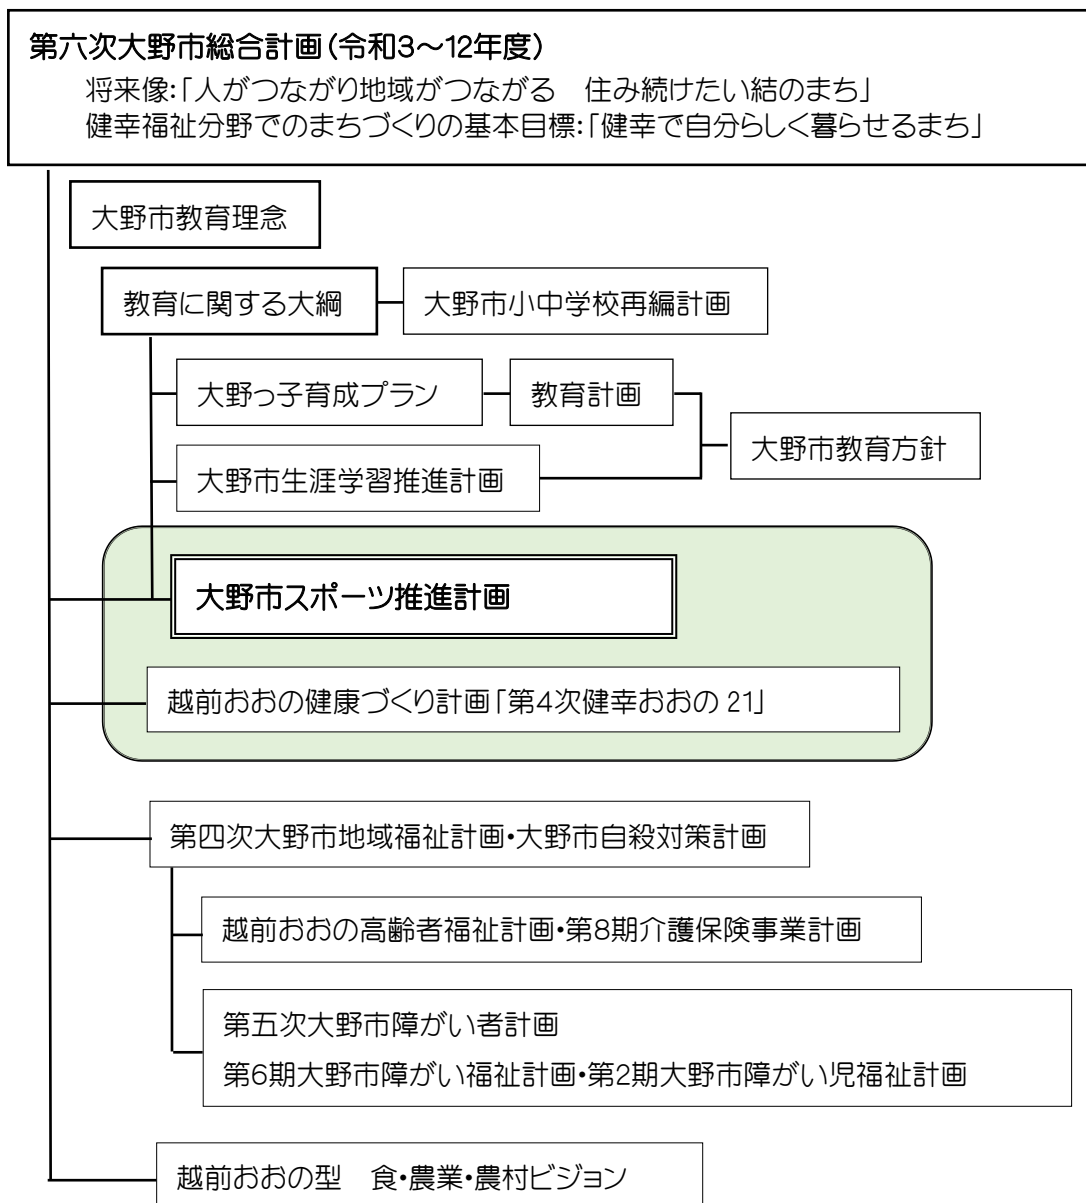 第六次大野市総合計画(令和3~12年度)
将来像:「人がつながり地域がつながる　住み続けたい結のまち」
健幸福祉分野でのまちづくりの基本目標:「健幸で自分らしく暮らせるまち」
大野市教育理念
教育に関する大綱
大野市小中学校再編計画
大野っ子育成プラン
教育計画
大野市教育方針
大野市生涯学習推進計画
大野市スポーツ推進計画
越前おおの健康づくり計画「第4次健幸おおの 21」
第四次大野市地域福祉計画・大野市自殺対策計画
越前おおの高齢者福祉計画・第8期介護保険事業計画
第五次大野市障がい者計画
第6期大野市障がい福祉計画・第2期大野市障がい児福祉計画
越前おおの型　食・農業・農村ビジョン